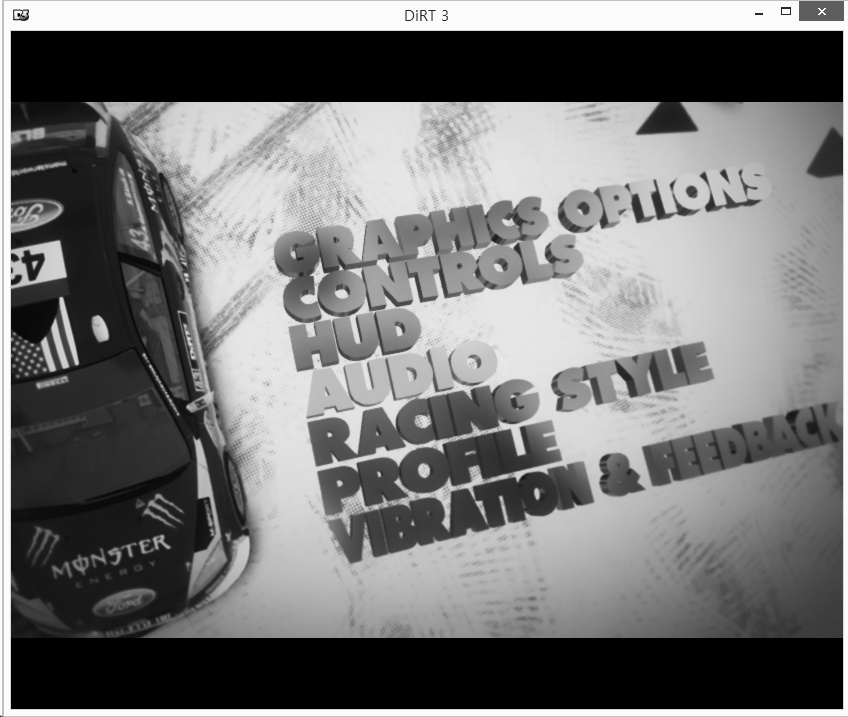 DiRT 3
GRAPHICS OPTIONS
CONTROLS
HUD
AUDIO
RACING STYLE
PROFILE
VIBRATION & FEEDBACK
Ford
43
MONSTER
ENERGY
Ford